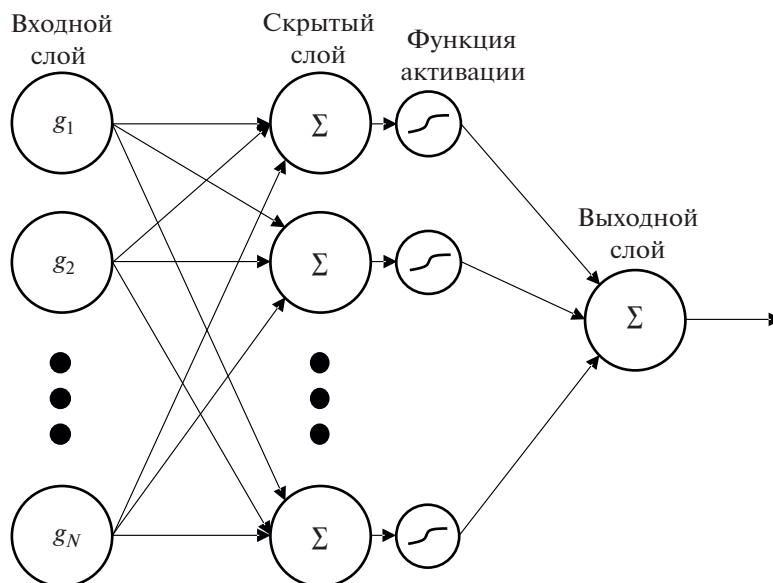 Входной
слой
Скрытый
слой
Функция
активации
g1
Σ
g2
Σ
Выходной
слой
Σ
gN
Σ